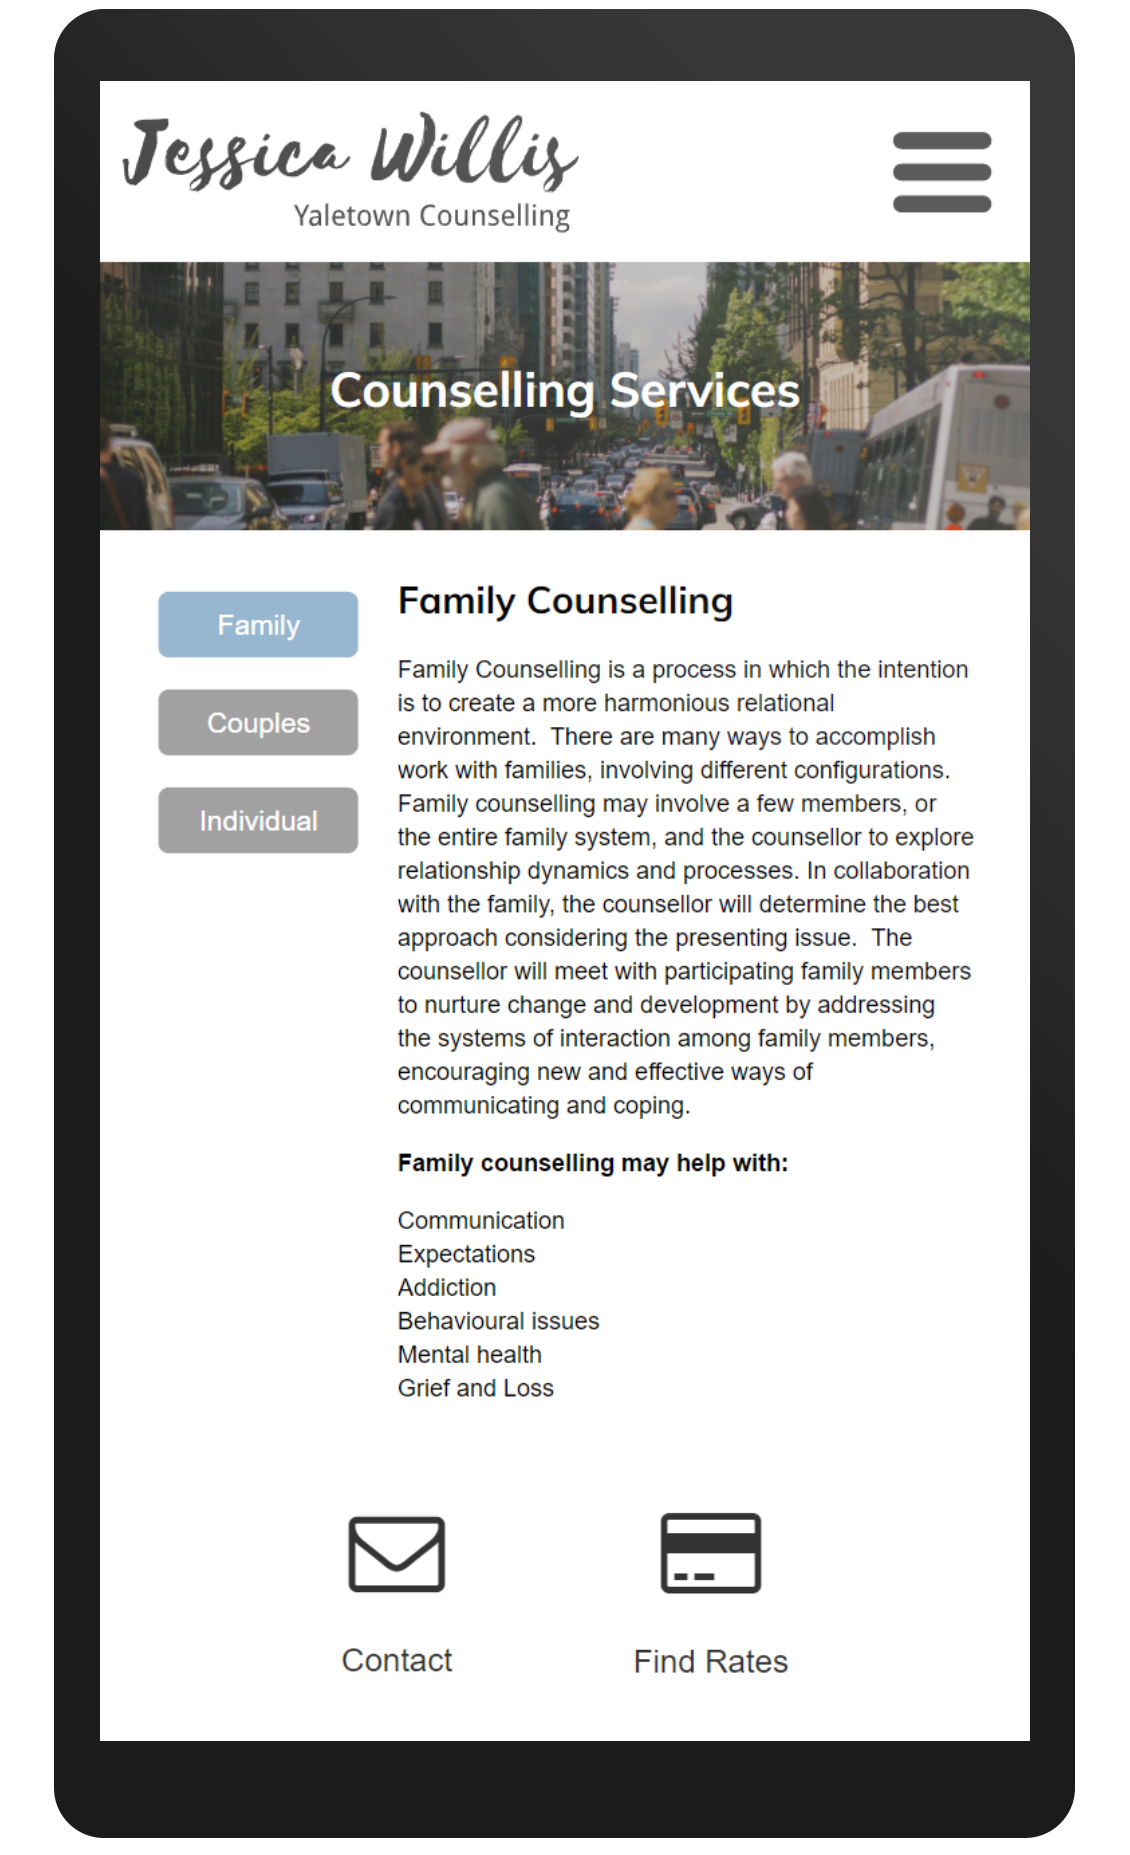 Jessica Willis
Yaletown Counselling
Counselling Services
Family
Couples
Individual
Family Counselling
Family Counselling is a process in which the intention
is to create a more harmonious relational
environment.  There are many ways to accomplish
work with families, involving different configurations.
Family counselling may involve a few members, or
the entire family system, and the counsellor to explore
relationship dynamics and processes. In collaboration
with the family, the counsellor will determine the best
approach considering the presenting issue.  The
counsellor will meet with participating family members
to nurture change and development by addressing
the systems of interaction among family members,
encouraging new and effective ways of
communicating and coping.
Family counselling may help with:
Communication
Expectations
Addiction
Behavioural issues
Mental health
Grief and Loss
Contact
Find Rates